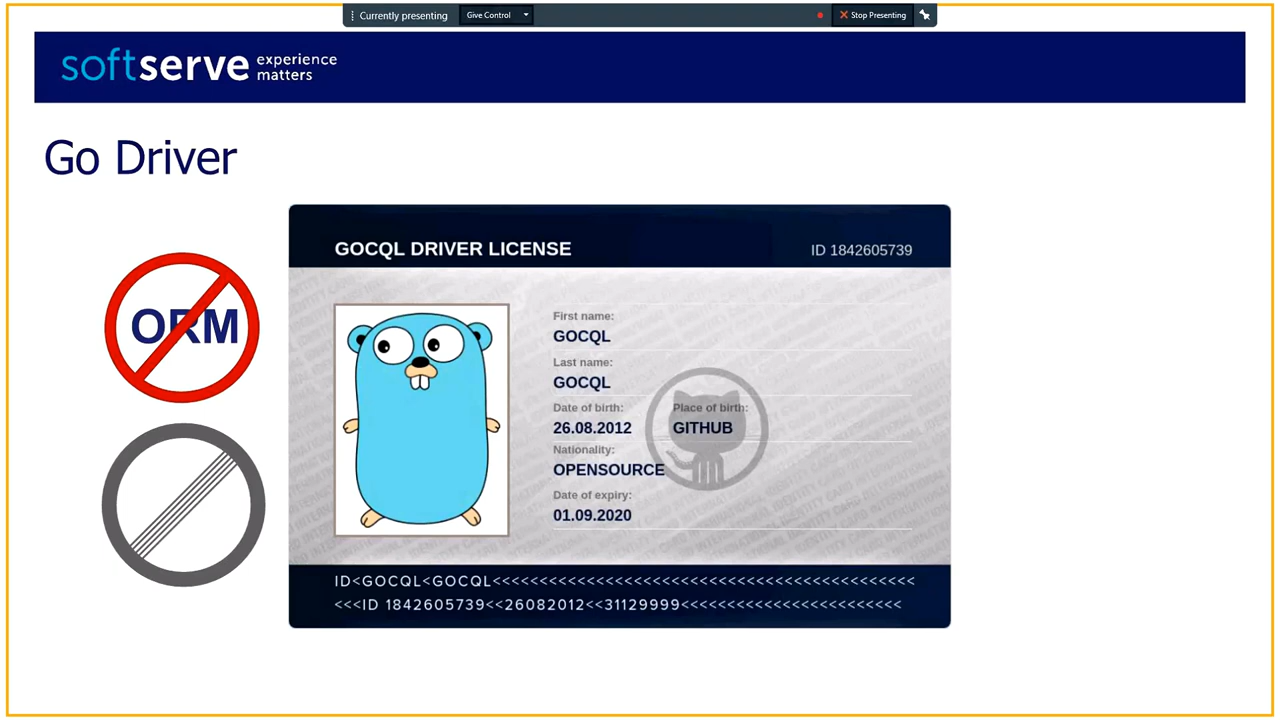 Currently presenting
Give Control
Stop Presenting
softserve experience matters
Go Driver
ORM
GOCQL DRIVER LICENSE
ID 1842605739
First name:
GOCQL
Last name:
GOCQL
Date of birth: Place of birth:
26.08.2012 GITHUB
Nationality:
OPENSOURCE
Date of expiry:
01.09.2020
ID<GOCQL<GOCQL<<<<<<<<<<<<<<<<<<<<<<<<<<<<<<<<<<<<<<<<<<<<<
<<<ID 1842605739<<26082012<<31129999<<<<<<<<<<<<<<<<<<<<<<<<